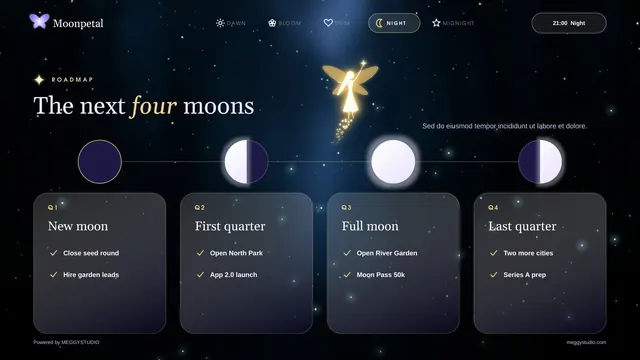 Moonpetal
DAWN
BLOOM
NIGHT
MIDNIGHT
21:00 Night
ROADMAP
The next four moons
Sed do eiusmod tempor incididunt ut labore et dolore.
Q1
New moon
Close seed round
Hire garden leads
Q2
First quarter
Open North Park
App 2.0 launch
Q3
Full moon
Open River Garden
Moon Pass 50k
Q4
Last quarter
Two more cities
Series A prep
Powered by MEGGYSTUDIO
meggystudio.com